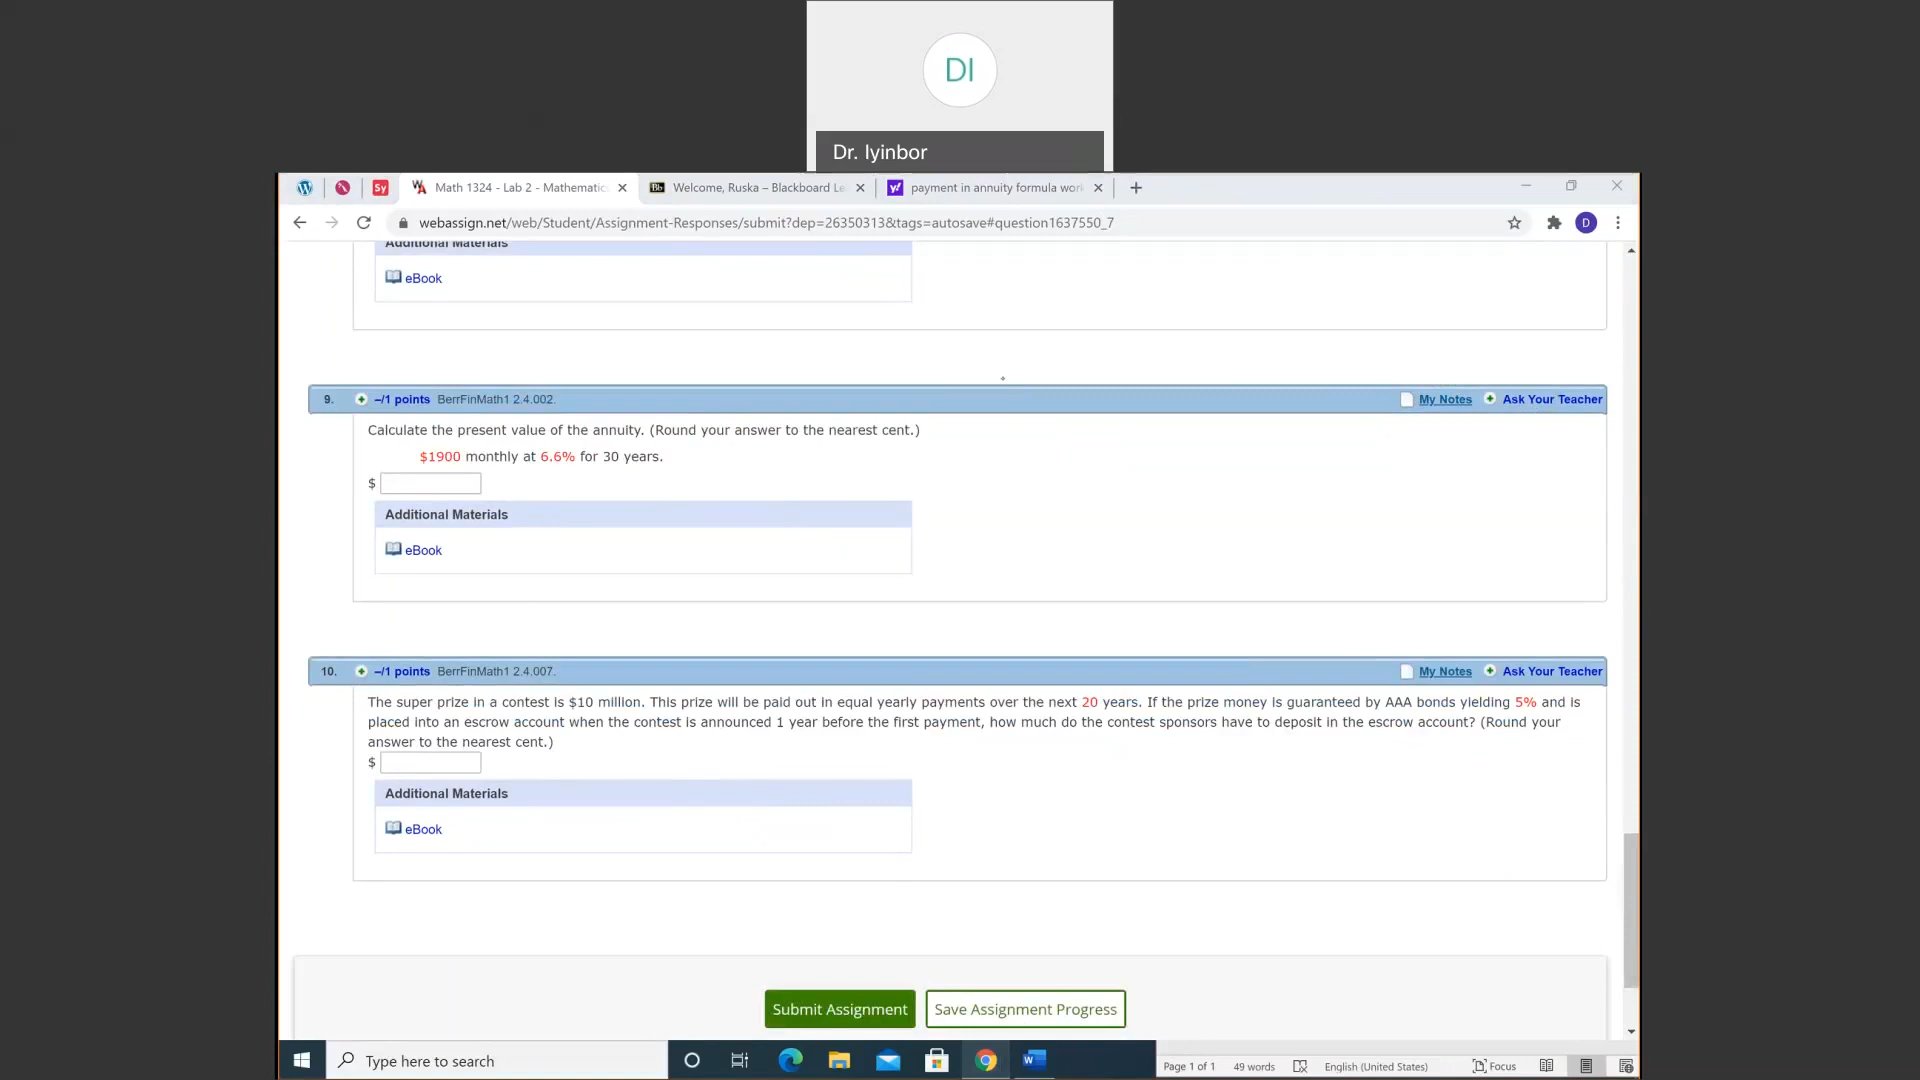 DI
Dr. Iyinbor
Sy
Math 1324 - Lab 2 - Mathematic
Bb
Welcome, Ruska – Blackboard Le
y!
payment in annuity formula wor
webassign.net/web/Student/Assignment-Responses/submit?dep=26350313&tags=autosave#question1637550_7
D
Additional Materials
eBook
9.
–/1 points
BerrFinMath1 2.4.002.
My Notes
Ask Your Teacher
Calculate the present value of the annuity. (Round your answer to the nearest cent.)
$1900 monthly at 6.6% for 30 years.
$
Additional Materials
eBook
10.
–/1 points
BerrFinMath1 2.4.007.
My Notes
Ask Your Teacher
The super prize in a contest is $10 million. This prize will be paid out in equal yearly payments over the next 20 years. If the prize money is guaranteed by AAA bonds yielding 5% and is
placed into an escrow account when the contest is announced 1 year before the first payment, how much do the contest sponsors have to deposit in the escrow account? (Round your
answer to the nearest cent.)
$
Additional Materials
eBook
Submit Assignment
Save Assignment Progress
Type here to search
W
Page 1 of 1
49 words
English (United States)
Focus